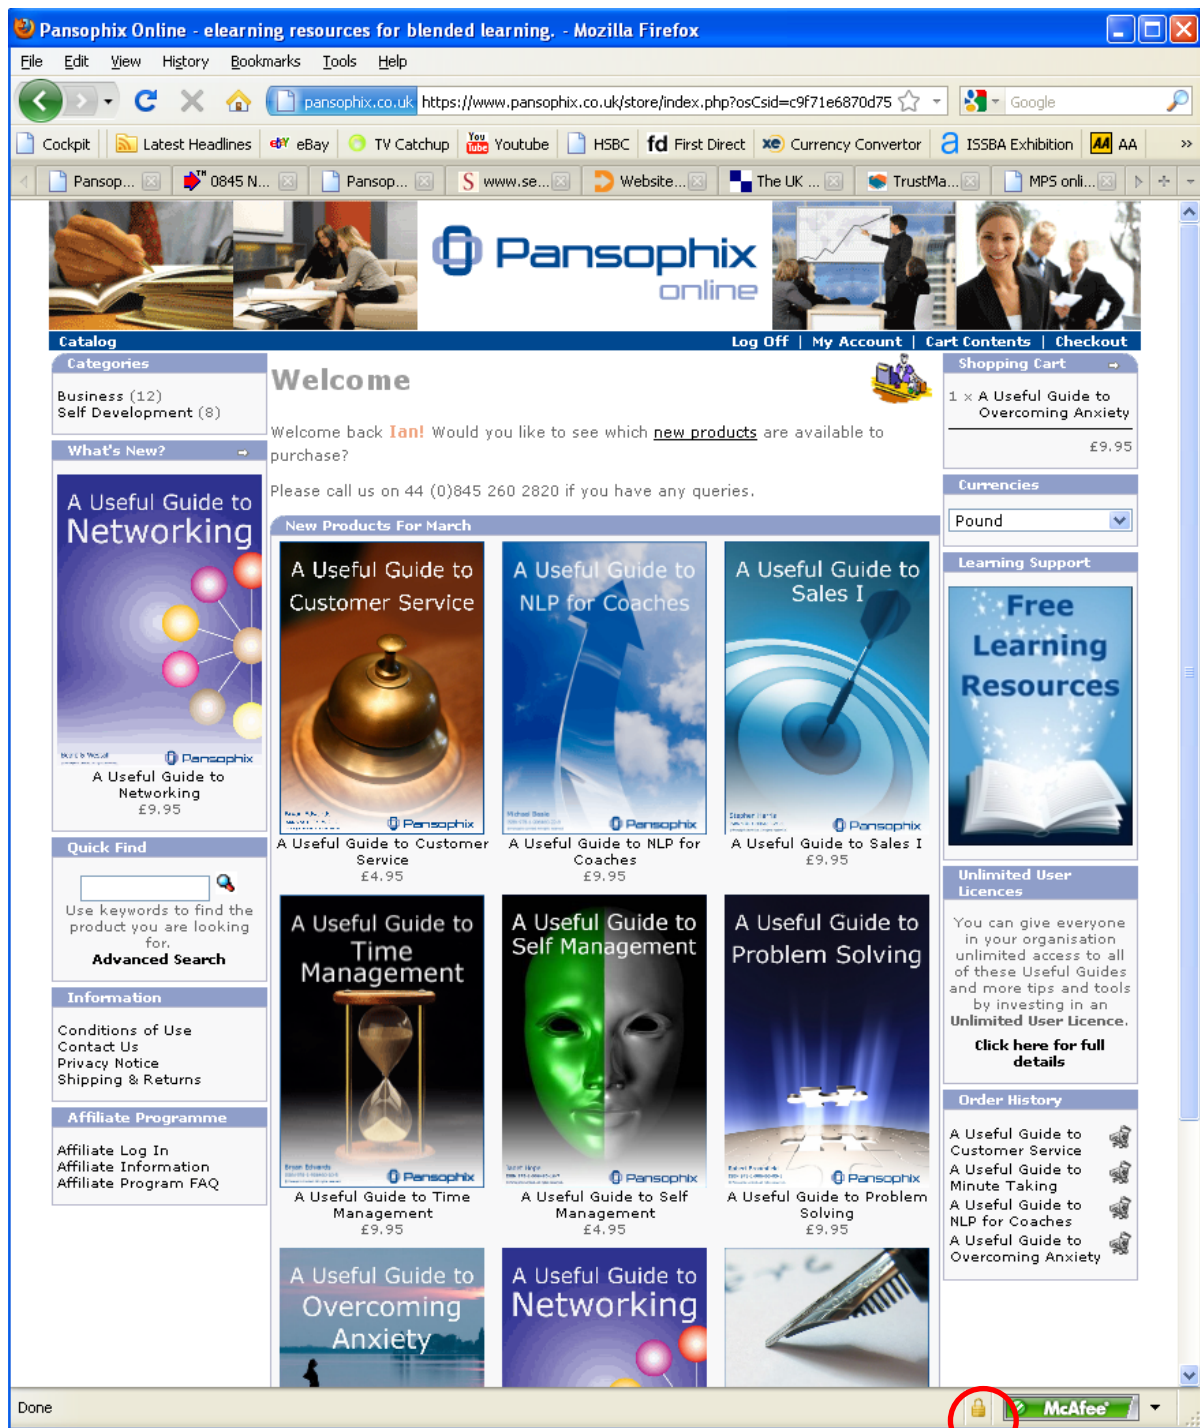 Pansophix Online - elearning resources for blended learning. - Mozilla Firefox
File Edit View History Bookmarks Tools Help
pansophix.co.uk https://www.pansophix.co.uk/store/index.php?osCsid=c9f71e6870d75 Google
Cockpit Latest Headlines eBay TV Catchup You Tube Youtube HSBC fd First Direct xe Currency Convertor ISSBA Exhibition AA AA »
Pansop... 0845 N... Pansop... S www.se... Website... The UK ... TrustMa... MPS onli...
Pansophix
online
Catalog Log Off | My Account | Cart Contents | Checkout
Categories
Business (12)
Self Development (8)
What's New?
A Useful Guide to
Networking
Pansophix
A Useful Guide to
Networking
£9.95
Quick Find
Use keywords to find the
product you are looking
for.
Advanced Search
Information
Conditions of Use
Contact Us
Privacy Notice
Shipping & Returns
Affiliate Programme
Affiliate Log In
Affiliate Information
Affiliate Program FAQ
Welcome
Welcome back Ian! Would you like to see which new products are available to
purchase?
Please call us on 44 (0)845 260 2820 if you have any queries.
New Products For March
A Useful Guide to
Customer Service
Pansophix
A Useful Guide to Customer
Service
£4.95
A Useful Guide to
NLP for Coaches
Michael Beale
Pansophix
A Useful Guide to NLP for
Coaches
£9.95
A Useful Guide to
Sales I
Stephen Harris
Pansophix
A Useful Guide to Sales I
£9.95
A Useful Guide to
Time
Management
Bryan Edwards
Pansophix
A Useful Guide to Time
Management
£9.95
A Useful Guide to
Self Management
Janet Hope
Pansophix
A Useful Guide to Self
Management
£4.95
A Useful Guide to
Problem Solving
Pansophix
A Useful Guide to Problem
Solving
£9.95
A Useful Guide to
Overcoming
Anxiety
A Useful Guide to
Networking
Shopping Cart
1 x A Useful Guide to
Overcoming Anxiety
£9.95
Currencies
Pound
Learning Support
Free
Learning
Resources
Unlimited User
Licences
You can give everyone
in your organisation
unlimited access to all
of these Useful Guides
and more tips and tools
by investing in an
Unlimited User Licence.
Click here for full
details
Order History
A Useful Guide to
Customer Service
A Useful Guide to
Minute Taking
A Useful Guide to
NLP for Coaches
A Useful Guide to
Overcoming Anxiety
Done McAfee